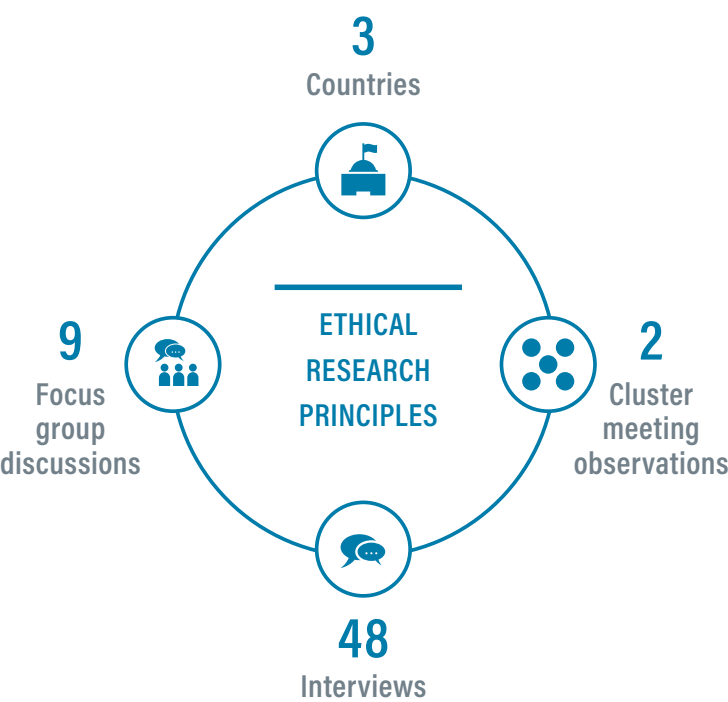 3
Countries
ETHICAL
RESEARCH
PRINCIPLES
9
Focus
group
discussions
2
Cluster
meeting
observations
48
Interviews